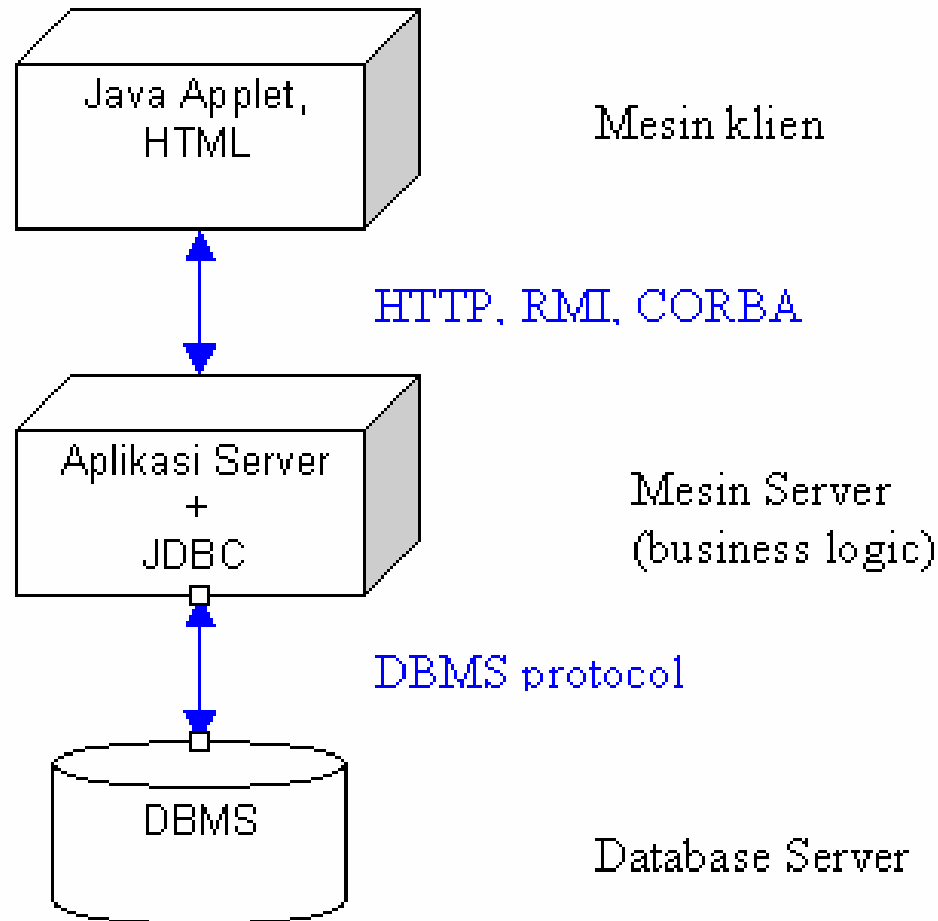 Java Applet,
HTML
Mesin klien
HTTP, RMI, CORBA
Aplikasi Server
+
JDBC
Mesin Server
(business logic)
DBMS protocol
DBMS
Database Server